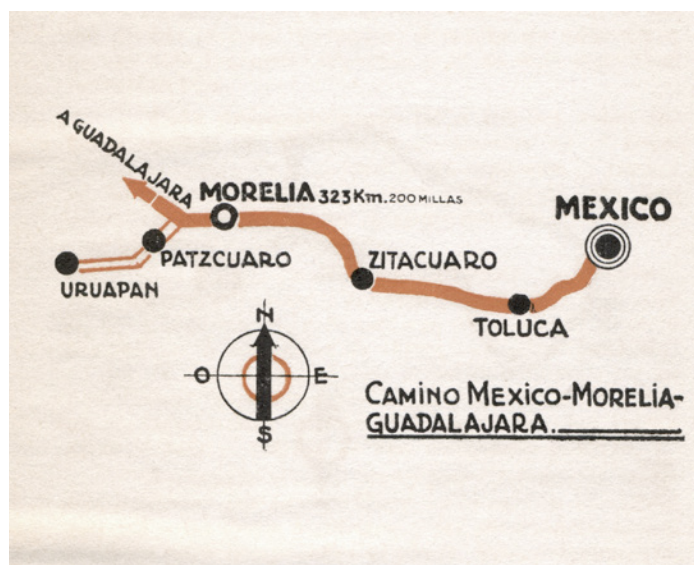 A GUADALAJARA
MORELIA 323 Km. 200 MILLAS
MEXICO
PATZCUARO
ZITACUARO
URUAPAN
TOLUCA
N
O
E
S
CAMINO MEXICO-MORELIA-
GUADALAJARA.